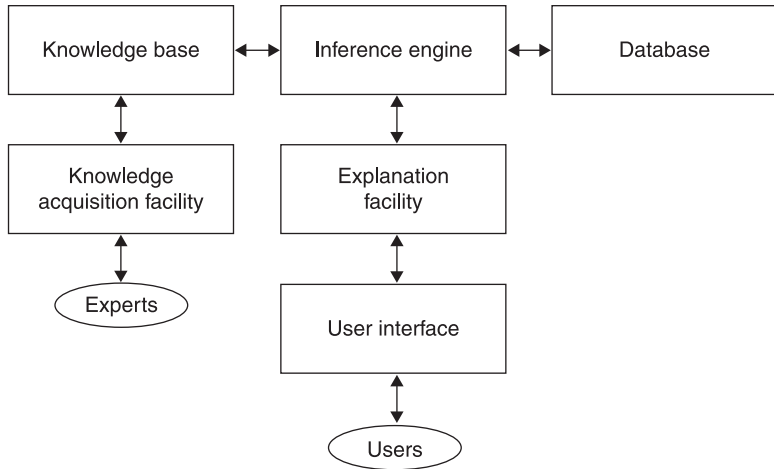 Knowledge base
Inference engine
Database
Knowledge
acquisition facility
Explanation
facility
Experts
User interface
Users